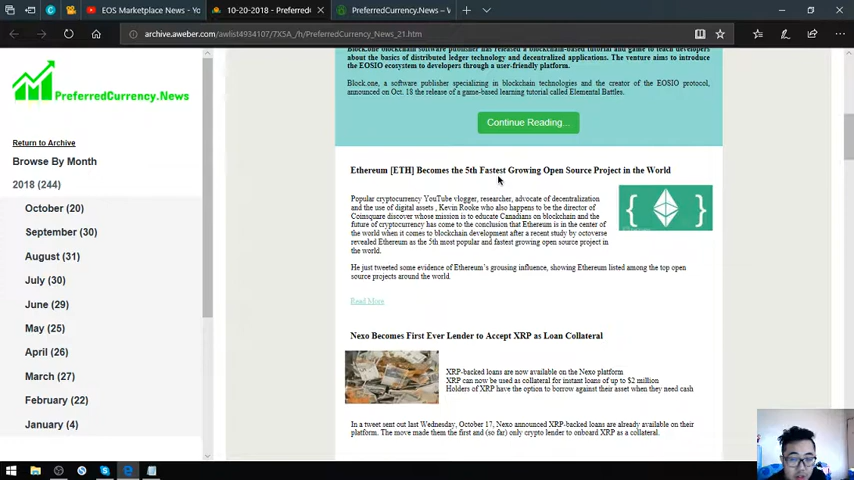 EOS Marketplace News - Yo
10-20-2018 - Preferred
PreferredCurrency.News – W
archive.aweber.com/awlist4934107/7X5A_/h/PreferredCurrency_News_21.htm
PreferredCurrency.News
Return to Archive
Browse By Month
2018 (244)
October (20)
September (30)
August (31)
July (30)
June (29)
May (25)
April (26)
March (27)
February (22)
January (4)
Block.one blockchain software publisher has released a blockchain-based tutorial and game to teach developers
about the basics of distributed ledger technology and decentralized applications. The venture aims to introduce
the EOSIO ecosystem to developers through a user-friendly platform.
Block.one, a software publisher specializing in blockchain technologies and the creator of the EOSIO protocol,
announced on Oct. 18 the release of a game-based learning tutorial called Elemental Battles.
Continue Reading...
Ethereum [ETH] Becomes the 5th Fastest Growing Open Source Project in the World
Popular cryptocurrency YouTube vlogger, researcher, advocate of decentralization
and the use of digital assets , Kevin Rooke who also happens to be the director of
Coinsquare discover whose mission is to educate Canadians on blockchain and the
future of cryptocurrency has come to the conclusion that Ethereum is in the center of
the world when it comes to blockchain development after a recent study by octoverse
revealed Ethereum as the 5th most popular and fastest growing open source project in
the world.
He just tweeted some evidence of Ethereum's grousing influence, showing Ethereum listed among the top open
source projects around the world.
Read More
Nexo Becomes First Ever Lender to Accept XRP as Loan Collateral
XRP-backed loans are now available on the Nexo platform
XRP can now be used as collateral for instant loans of up to $2 million
Holders of XRP have the option to borrow against their asset when they need cash
In a tweet sent out last Wednesday, October 17, Nexo announced XRP-backed loans are already available on their
platform. The move made them the first and (so far) only crypto lender to onboard XRP as a collateral.